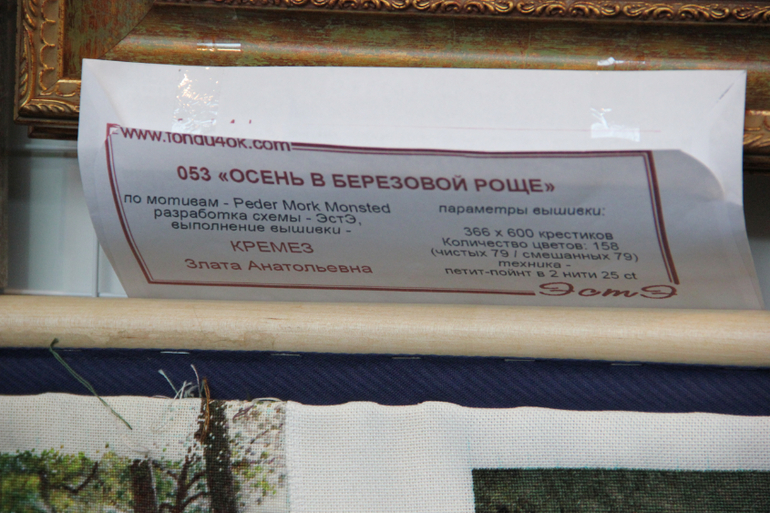 www.fondu4ok.com
053 «ОСЕНЬ В БЕРЕЗОВОЙ РОЩЕ»
по мотивам - Peder Mork Monsted
разработка схемы - ЭстЭ,
выполнение вышивки -
КРЕМЕЗ
Злата Анатольевна
параметры вышивки:
366 х 600 крестиков
Количество цветов: 158
(чистых 79 / смешанных 79)
техника -
петит-пойнт в 2 нити 25 ct
ЭстЭ